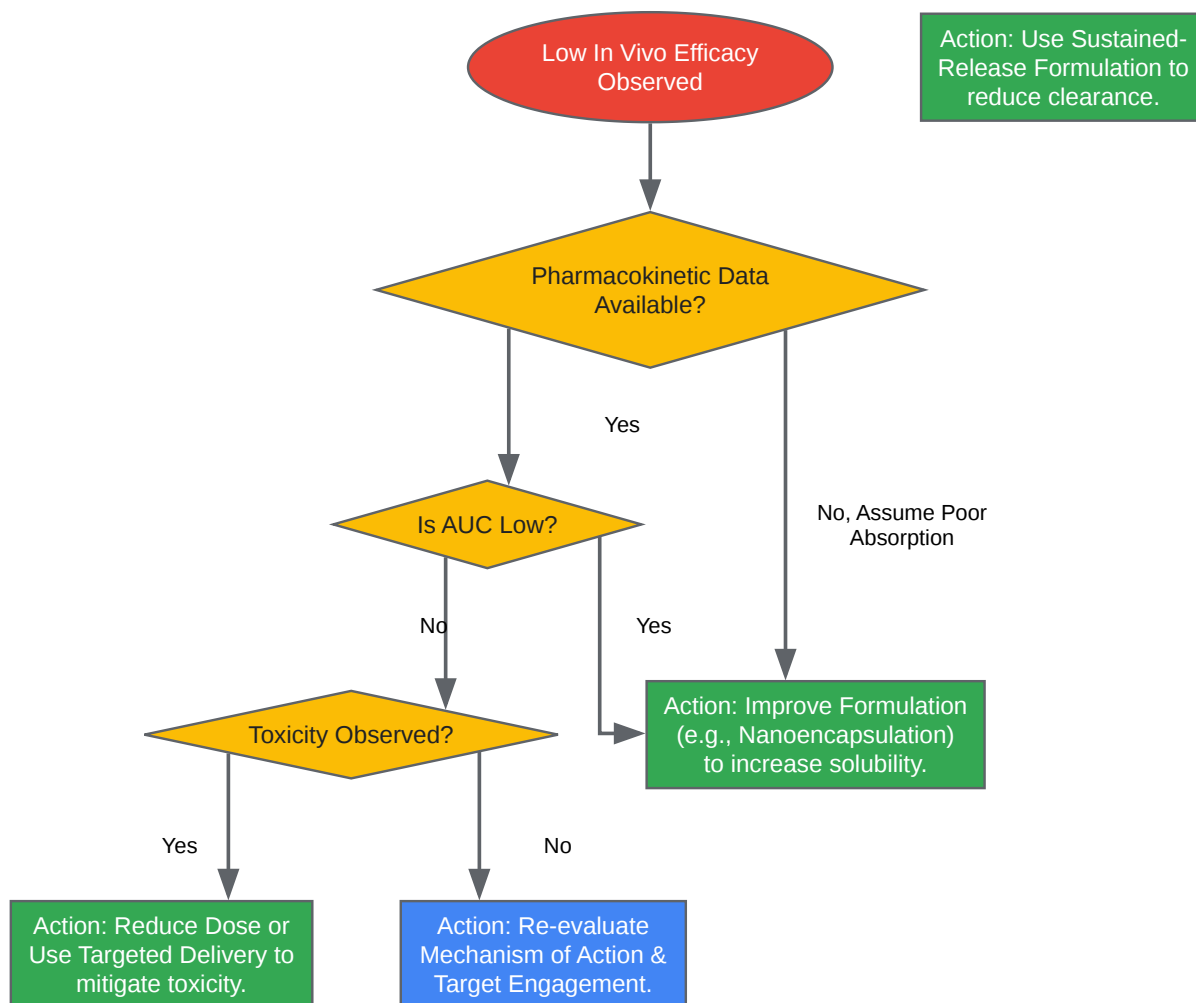 Low In Vivo Efficacy
Observed
Action: Use Sustained-
Release Formulation to
reduce clearance.
Pharmacokinetic Data
Available?
Yes
Is AUC Low?
No, Assume Poor
Absorption
No
Yes
Toxicity Observed?
Action: Improve Formulation
(e.g., Nanoencapsulation)
to increase solubility.
Yes
No
Action: Reduce Dose or
Use Targeted Delivery to
mitigate toxicity.
Action: Re-evaluate
Mechanism of Action &
Target Engagement.